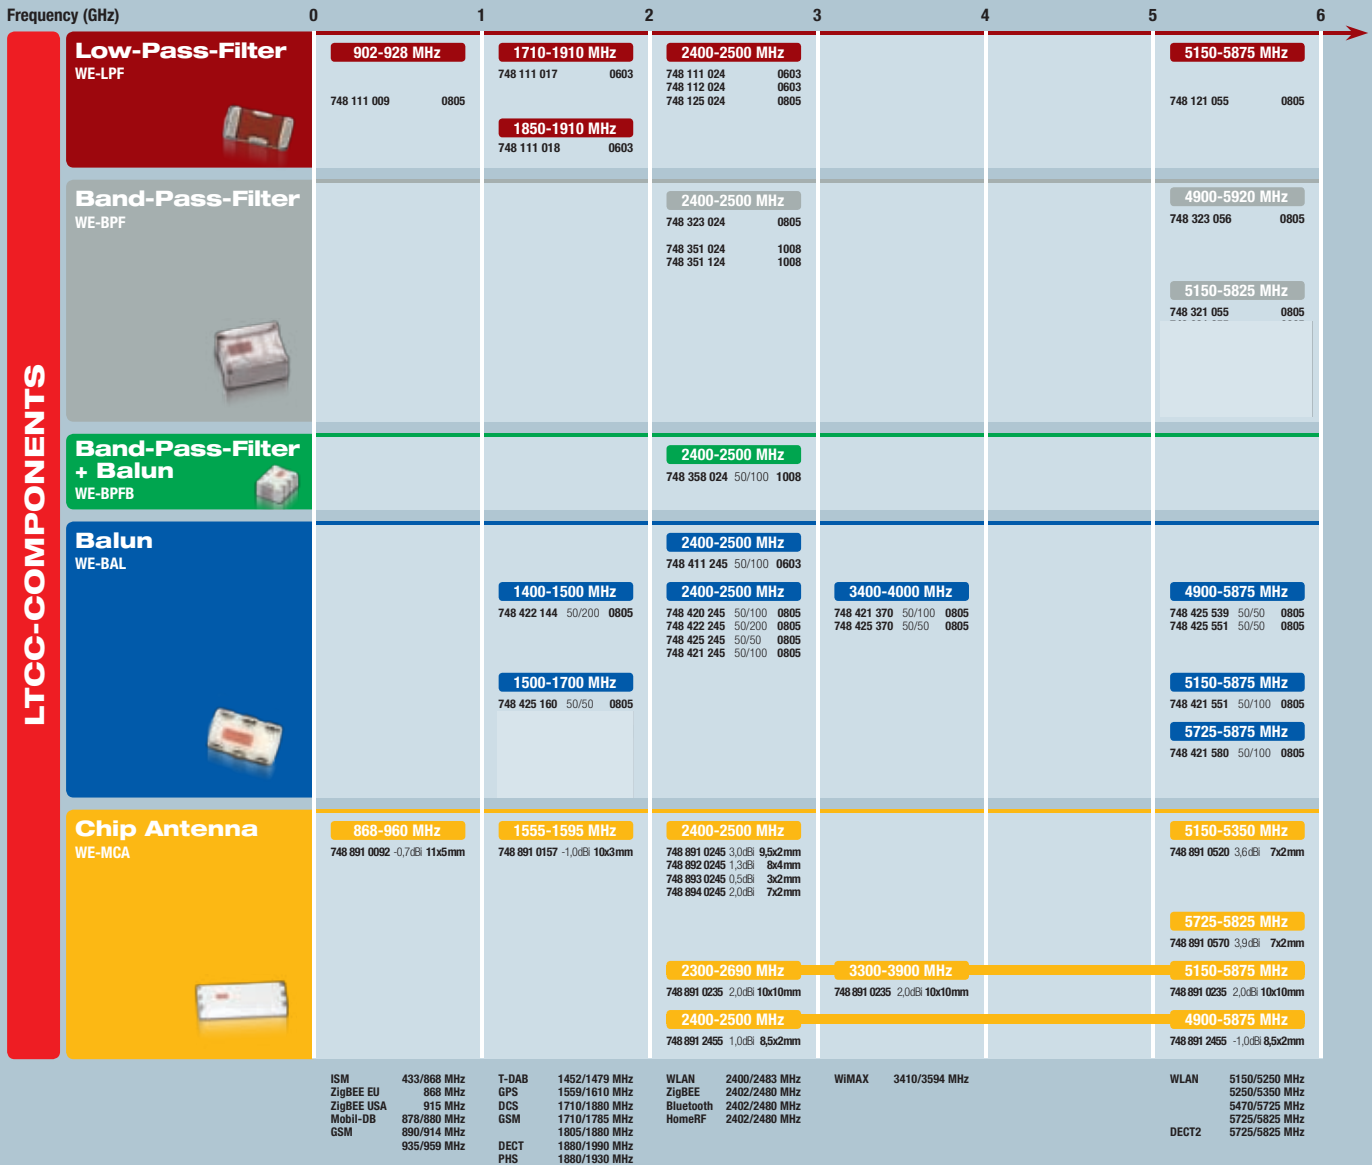 Frequency (GHz) 0 1 2 3 4 5 6
LTCC-COMPONENTS
Low-Pass-Filter
WE-LPF
902-928 MHz
748 111 009 0805
1710-1910 MHz
748 111 017 0603
1850-1910 MHz
748 111 018 0603
2400-2500 MHz
748 111 024 0603
748 112 024 0603
748 125 024 0805
5150-5875 MHz
748 121 055 0805
Band-Pass-Filter
WE-BPF
2400-2500 MHz
748 323 024 0805
748 351 024 1008
748 351 124 1008
4900-5920 MHz
748 323 056 0805
5150-5825 MHz
748 321 055 0805
Band-Pass-Filter
+ Balun
WE-BPFB
2400-2500 MHz
748 358 024 50/100 1008
Balun
WE-BAL
1400-1500 MHz
748 422 144 50/200 0805
1500-1700 MHz
748 425 160 50/50 0805
2400-2500 MHz
748 411 245 50/100 0603
2400-2500 MHz
748 420 245 50/100 0805
748 422 245 50/200 0805
748 425 245 50/50 0805
748 421 245 50/100 0805
3400-4000 MHz
748 421 370 50/100 0805
748 425 370 50/50 0805
4900-5875 MHz
748 425 539 50/50 0805
748 425 551 50/50 0805
5150-5875 MHz
748 421 551 50/100 0805
5725-5875 MHz
748 421 580 50/100 0805
Chip Antenna
WE-MCA
868-960 MHz
748 891 0092 -0,7dBi 11x5mm
1555-1595 MHz
748 891 0157 -1,0dBi 10x3mm
2400-2500 MHz
748 891 0245 3,0dBi 9,5x2mm
748 892 0245 1,3dBi 8x4mm
748 893 0245 0,5dBi 3x2mm
748 894 0245 2,0dBi 7x2mm
5150-5350 MHz
748 891 0520 3,6dBi 7x2mm
5725-5825 MHz
748 891 0570 3,9dBi 7x2mm
2300-2690 MHz 3300-3900 MHz 5150-5875 MHz
748 891 0235 2,0dBi 10x10mm 748 891 0235 2,0dBi 10x10mm 748 891 0235 2,0dBi 10x10mm
2400-2500 MHz 4900-5875 MHz
748 891 2455 1,0dBi 8,5x2mm 748 891 2455 -1,0dBi 8,5x2mm
ISM 433/868 MHz
ZigBEE EU 868 MHz
ZigBEE USA 915 MHz
Mobil-DB 878/880 MHz
GSM 890/914 MHz
935/959 MHz
T-DAB 1452/1479 MHz
GPS 1559/1610 MHz
DCS 1710/1880 MHz
GSM 1710/1785 MHz
1805/1880 MHz
DECT 1880/1990 MHz
PHS 1880/1930 MHz
WLAN 2400/2483 MHz
ZigBEE 2402/2480 MHz
Bluetooth 2402/2480 MHz
HomeRF 2402/2480 MHz
WiMAX 3410/3594 MHz
WLAN 5150/5250 MHz
5250/5350 MHz
5470/5725 MHz
5725/5825 MHz
DECT2 5725/5825 MHz